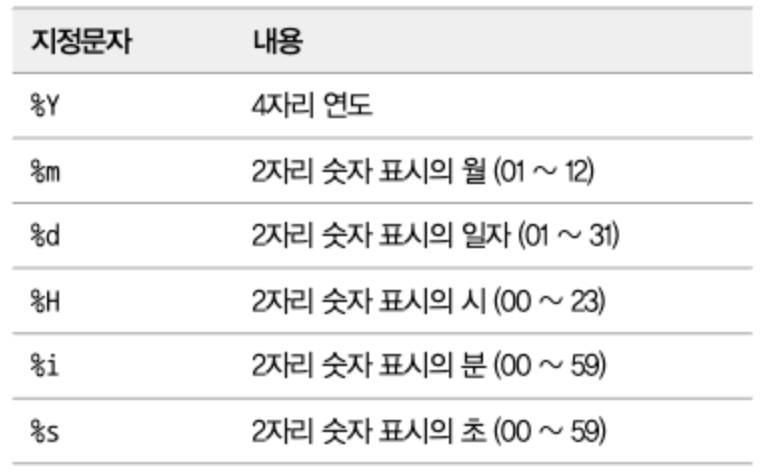 지정문자 내용
%Y 4자리 연도
%m 2자리 숫자 표시의 월 (01 ~ 12)
%d 2자리 숫자 표시의 일자 (01 ~ 31)
%H 2자리 숫자 표시의 시 (00 ~ 23)
%i 2자리 숫자 표시의 분 (00 ~ 59)
%s 2자리 숫자 표시의 초 (00 ~ 59)